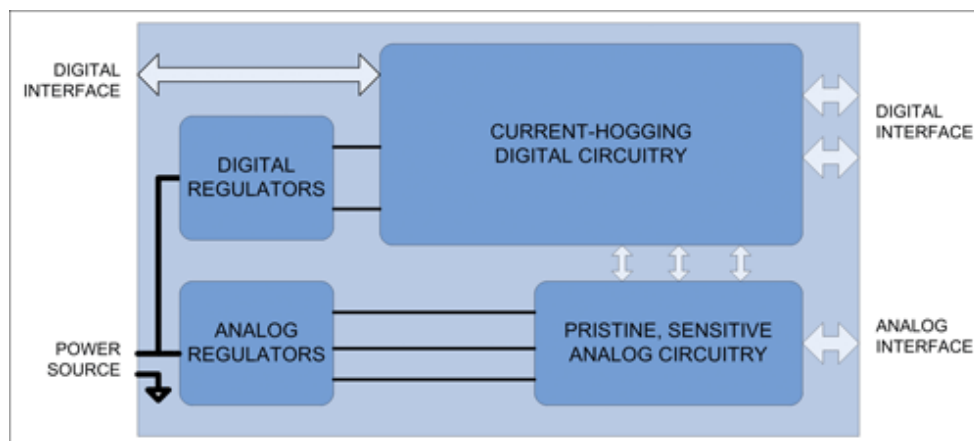 DIGITAL
INTERFACE
CURRENT-HOGGING
DIGITAL CIRCUITRY
DIGITAL
INTERFACE
DIGITAL
REGULATORS
POWER
SOURCE
ANALOG
REGULATORS
PRISTINE, SENSITIVE
ANALOG CIRCUITRY
ANALOG
INTERFACE